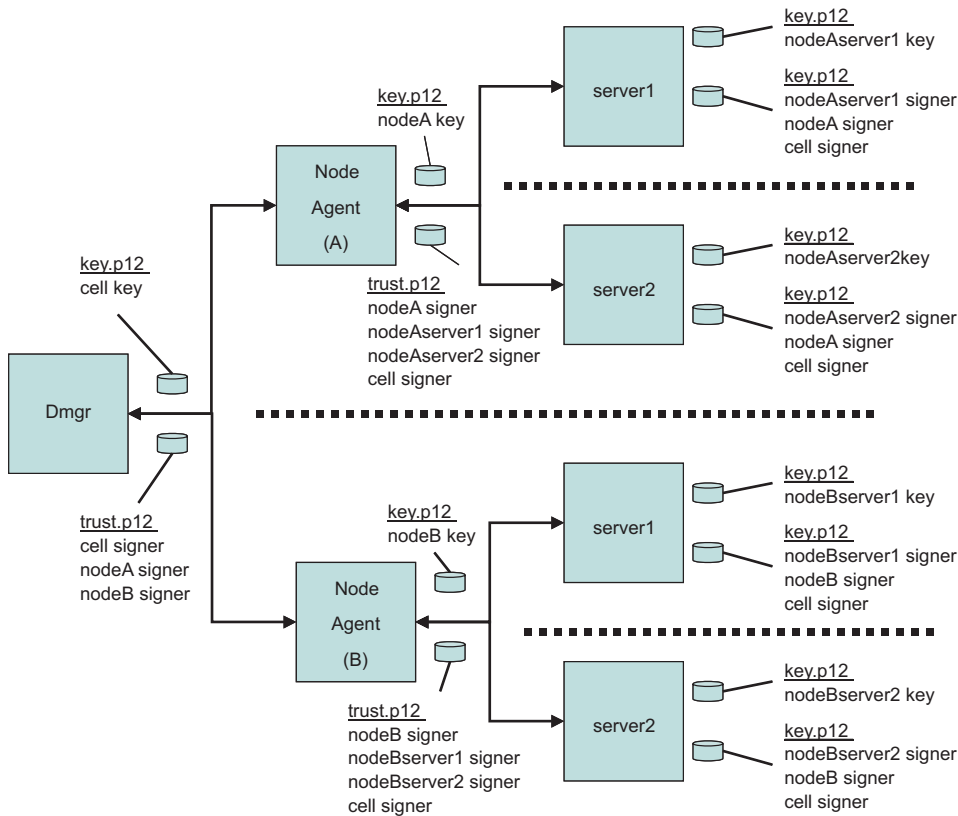 key.p12
nodeAserver1 key
server1
key.p12
nodeAserver1 signer
nodeA signer
cell signer
key.p12
nodeA key
Node
Agent
(A)
trust.p12
nodeA signer
nodeAserver1 signer
nodeAserver2 signer
cell signer
key.p12
nodeAserver2key
server2
key.p12
nodeAserver2 signer
nodeA signer
cell signer
key.p12
cell key
Dmgr
trust.p12
cell signer
nodeA signer
nodeB signer
key.p12
nodeB key
Node
Agent
(B)
trust.p12
nodeB signer
nodeBserver1 signer
nodeBserver2 signer
cell signer
key.p12
nodeBserver1 key
server1
key.p12
nodeBserver1 signer
nodeB signer
cell signer
key.p12
nodeBserver2 key
server2
key.p12
nodeBserver2 signer
nodeB signer
cell signer